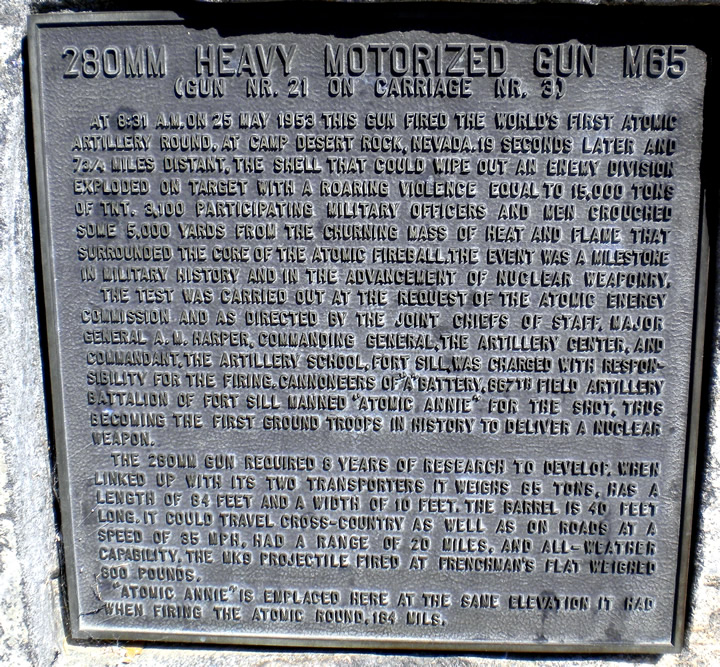 280MM HEAVY MOTORIZED GUN M65
(GUN NR. 21 ON CARRIAGE NR. 3)
AT 8:31 A.M. ON 25 MAY 1953 THIS GUN FIRED THE WORLD'S FIRST ATOMIC
ARTILLERY ROUND, AT CAMP DESERT ROCK, NEVADA. 19 SECONDS LATER AND
7 3/4 MILES DISTANT, THE SHELL THAT COULD WIPE OUT AN ENEMY DIVISION
EXPLODED ON TARGET WITH A ROARING VIOLENCE EQUAL TO 15,000 TONS
OF TNT. 3,100 PARTICIPATING MILITARY OFFICERS AND MEN CROUCHED
SOME 5,000 YARDS FROM THE CHURNING MASS OF HEAT AND FLAME THAT
SURROUNDED THE CORE OF THE ATOMIC FIREBALL. THE EVENT WAS A MILESTONE
IN MILITARY HISTORY AND IN THE ADVANCEMENT OF NUCLEAR WEAPONRY.
THE TEST WAS CARRIED OUT AT THE REQUEST OF THE ATOMIC ENERGY
COMMISSION AND AS DIRECTED BY THE JOINT CHIEFS OF STAFF. MAJOR
GENERAL A. M. HARPER, COMMANDING GENERAL, THE ARTILLERY CENTER, AND
COMMANDANT, THE ARTILLERY SCHOOL, FORT SILL, WAS CHARGED WITH RESPON-
SIBILITY FOR THE FIRING. CANNONEERS OF "A" BATTERY, 667TH FIELD ARTILLERY
BATTALION OF FORT SILL MANNED "ATOMIC ANNIE" FOR THE SHOT, THUS
BECOMING THE FIRST GROUND TROOPS IN HISTORY TO DELIVER A NUCLEAR
WEAPON.
THE 280MM GUN REQUIRED 8 YEARS OF RESEARCH TO DEVELOP. WHEN
LINKED UP WITH ITS TWO TRANSPORTERS IT WEIGHS 85 TONS, HAS A
LENGTH OF 84 FEET AND A WIDTH OF 10 FEET. THE BARREL IS 40 FEET
LONG. IT COULD TRAVEL CROSS-COUNTRY AS WELL AS ON ROADS AT A
SPEED OF 35 MPH, HAD A RANGE OF 20 MILES, AND ALL-WEATHER
CAPABILITY. THE MK9 PROJECTILE FIRED AT FRENCHMAN'S FLAT WEIGHED
800 POUNDS.
"ATOMIC ANNIE" IS EMPLACED HERE AT THE SAME ELEVATION IT HAD
WHEN FIRING THE ATOMIC ROUND, 184 MILS.